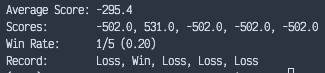 Average Score: -295.4
Scores: -502.0, 531.0, -502.0, -502.0, -502.0
Win Rate: 1/5 (0.20)
Record: Loss, Win, Loss, Loss, Loss